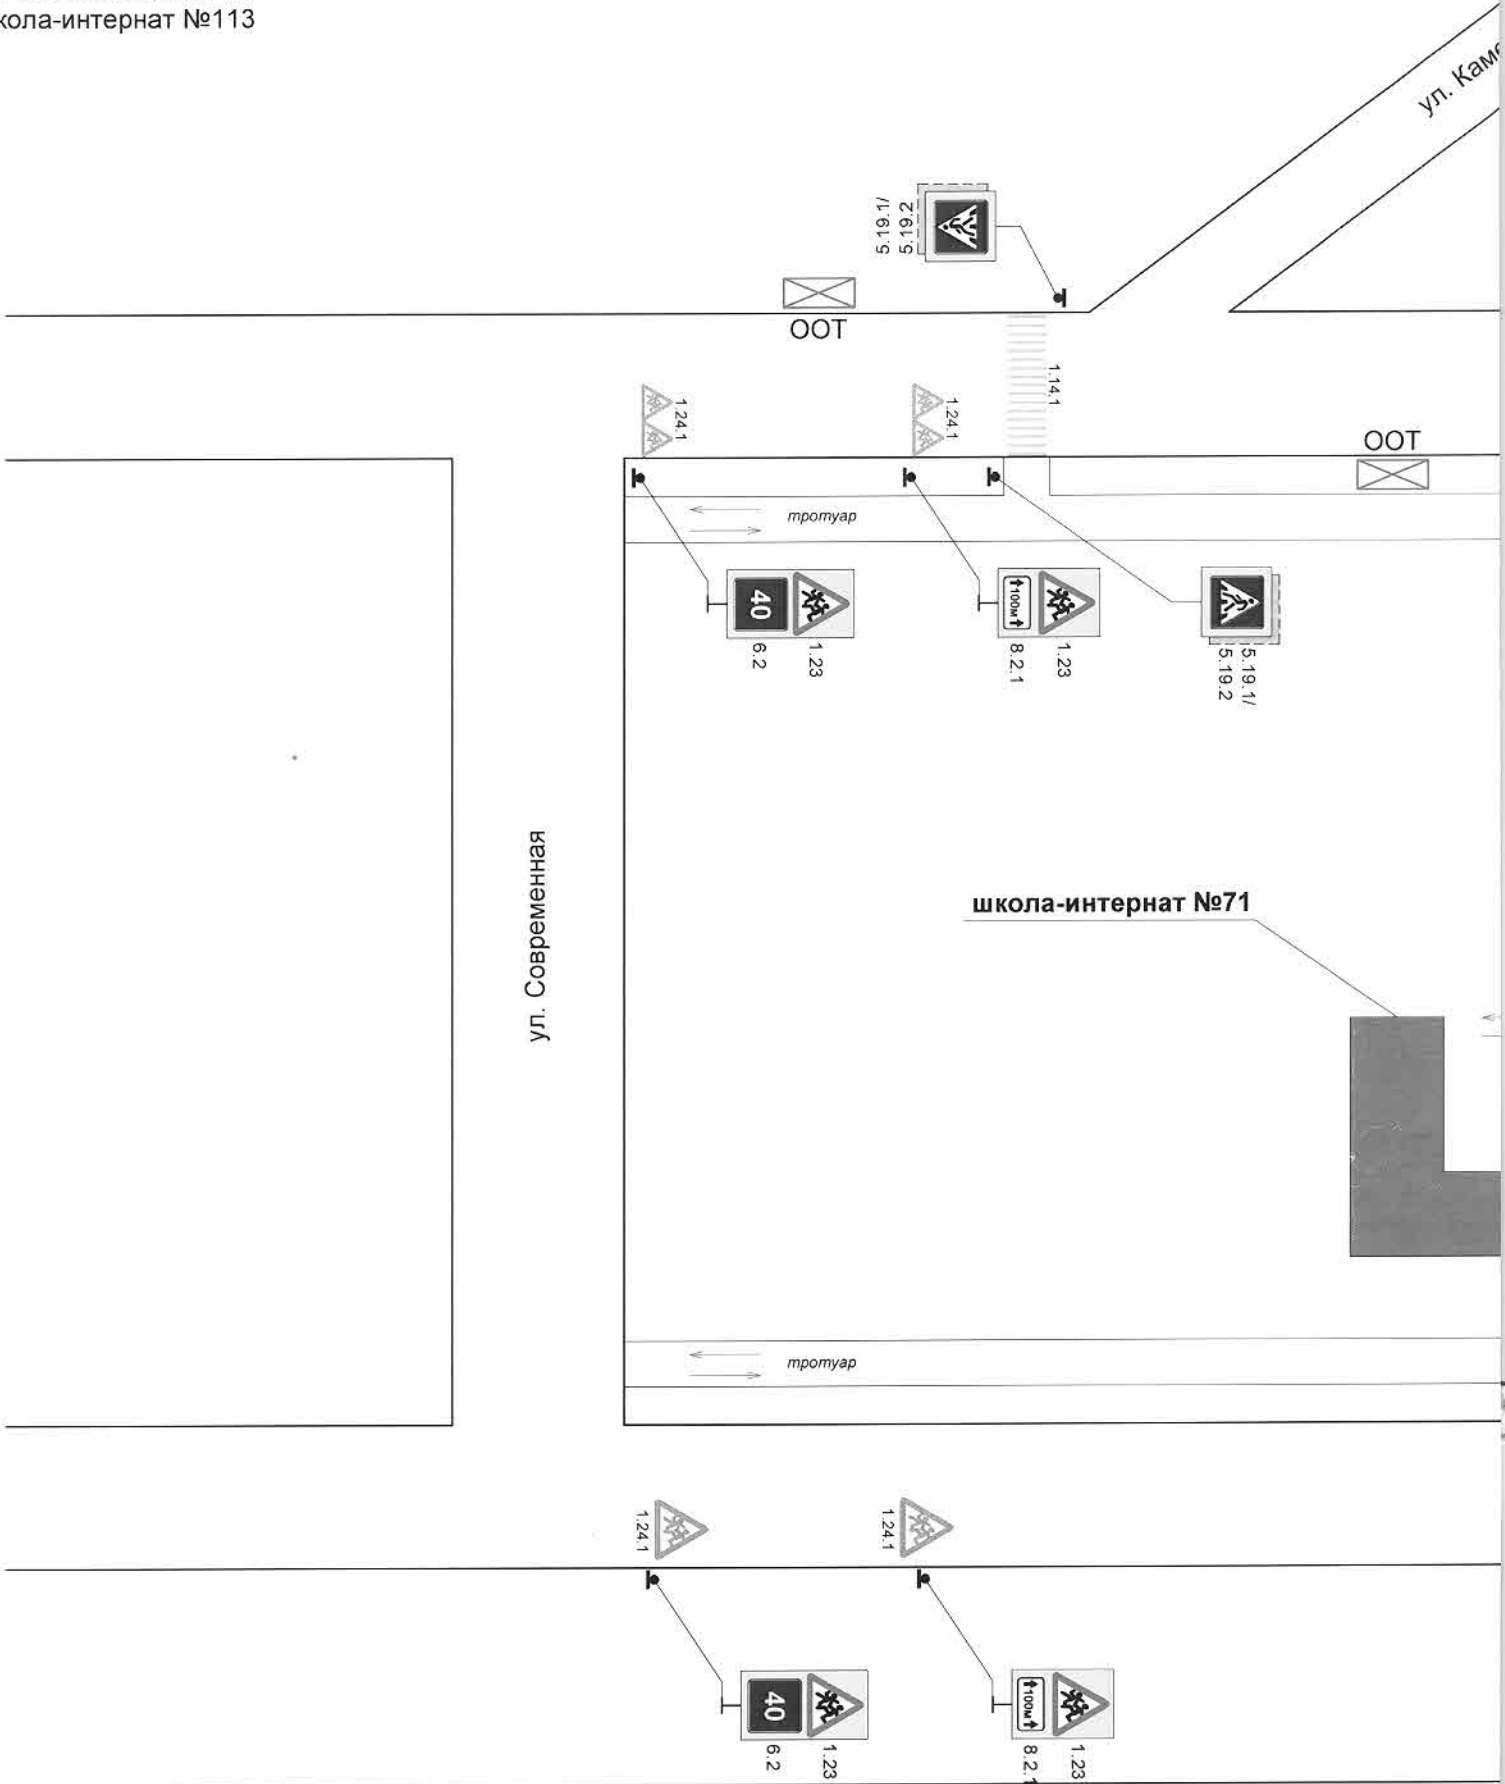 кола-интернат №113
ул. Каме
5.19.1/
5.19.2
ООТ
1.14.1
1.24.1
1.24.1
ООТ
тротуар
40
1.23
6.2
100м
1.23
8.2.1
5.19.1/
5.19.2
ул. Современная
школа-интернат №71
тротуар
1.24.1
1.24.1
40
1.23
6.2
100м
1.23
8.2.1